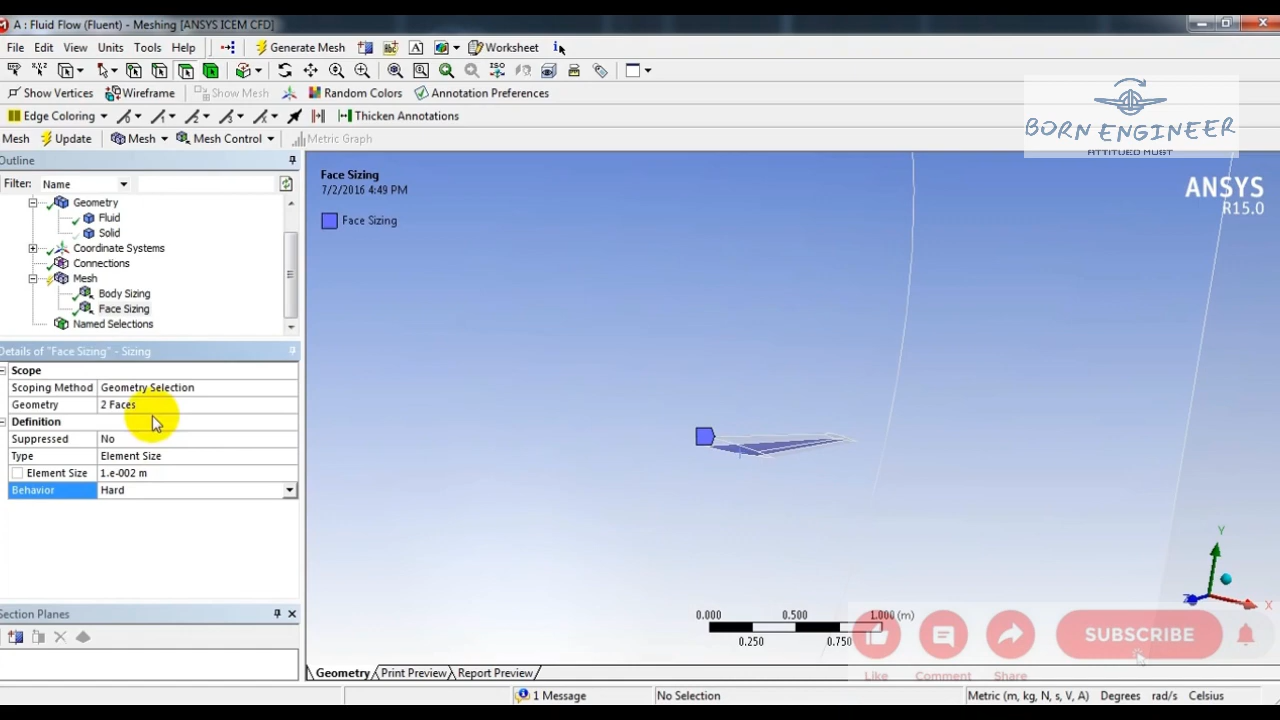 A : Fluid Flow (Fluent) - Meshing [ANSYS ICEM CFD]
File Edit View Units Tools Help Generate Mesh A Worksheet i
Show Vertices Wireframe Show Mesh Random Colors Annotation Preferences
Edge Coloring Thicken Annotations
Mesh Update Mesh Mesh Control Metric Graph
BORN ENGINEER
ATTITUED MUST
Outline
Filter: Name
Geometry
Fluid
Solid
Coordinate Systems
Connections
Mesh
Body Sizing
Face Sizing
Named Selections
Details of "Face Sizing" - Sizing
Scope
Scoping Method Geometry Selection
Geometry 2 Faces
Definition
Suppressed No
Type Element Size
Element Size 1.e-002 m
Behavior Hard
Section Planes
Face Sizing
7/2/2016 4:49 PM
Face Sizing
ANSYS
R15.0
Y
Z
X
0.000 0.500 1.000 (m)
0.250 0.750
SUBSCRIBE
Like Comment Share
Geometry Print Preview Report Preview
1 Message No Selection Metric (m, kg, N, s, V, A) Degrees rad/s Celsius